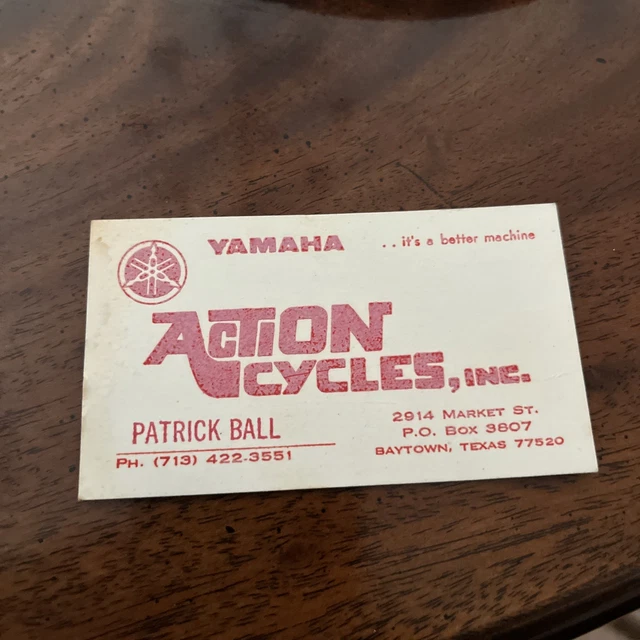 YAMAHA ..it's a better machine
ACTION
CYCLES, INC.
PATRICK BALL
PH. (713) 422-3551
2914 MARKET ST.
P.O. BOX 3807
BAYTOWN, TEXAS 77520